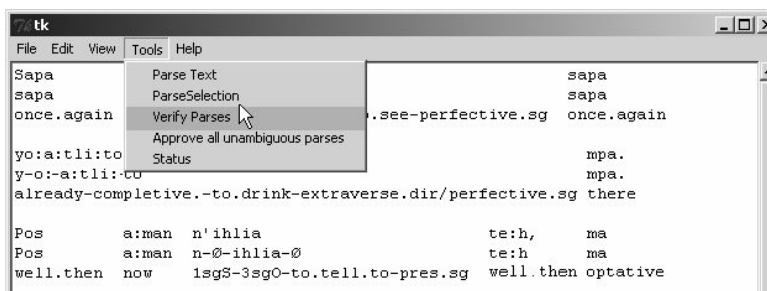 tk
File Edit View Tools Help
Sapa sapa
sapa sapa
once.again .see-perfective.sg once.again
Parse Text
ParseSelection
Verify Parses
Approve all unambiguous parses
Status
yo:a:tli:to mpa.
y-o:-a:tli:-to mpa.
already-completive.-to.drink-extraverse.dir/perfective.sg there
Pos a:man n'ihlia te:h, ma
Pos a:man n-Ø-ihlia-Ø te:h ma
well.then now 1sgS-3sgO-to.tell.to-pres.sg well.then optative